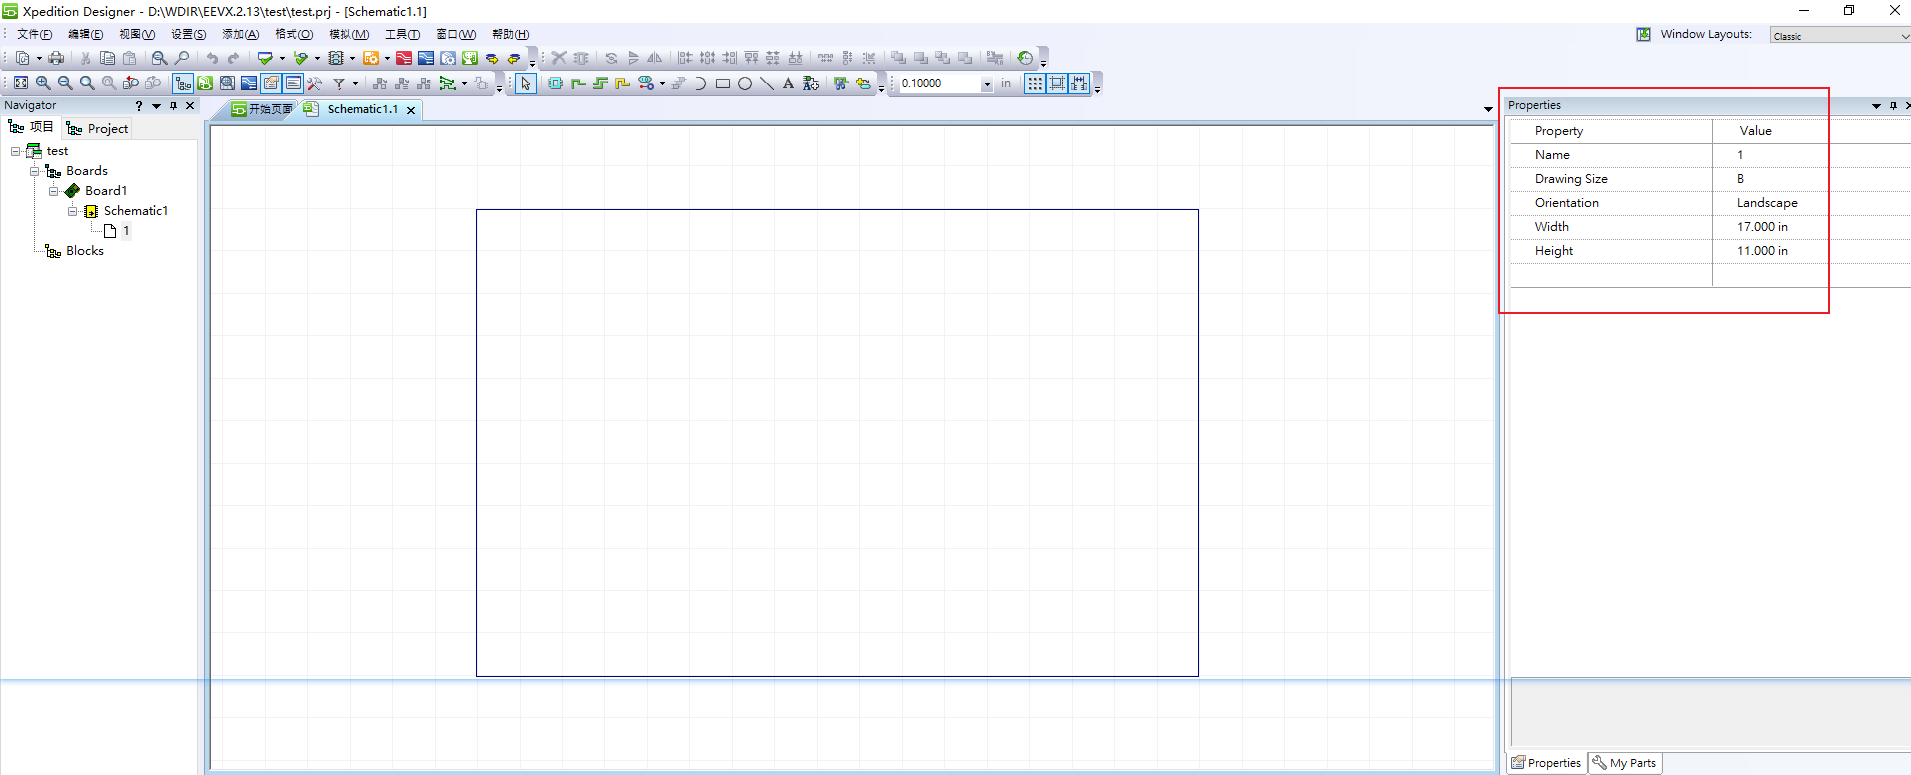 Xpedition Designer - D:\WDIR\EEVX.2.13\test\test.prj - [Schematic1.1]
文件(F) 编辑(E) 视图(V) 设置(S) 添加(A) 格式(O) 模拟(M) 工具(T) 窗口(W) 帮助(H)
Window Layouts: Classic
0.10000 in
Navigator
项目 Project
test
Boards
Board1
Schematic1
1
Blocks
开始页面 Schematic1.1
Properties
Property Value
Name 1
Drawing Size B
Orientation Landscape
Width 17.000 in
Height 11.000 in
Properties My Parts